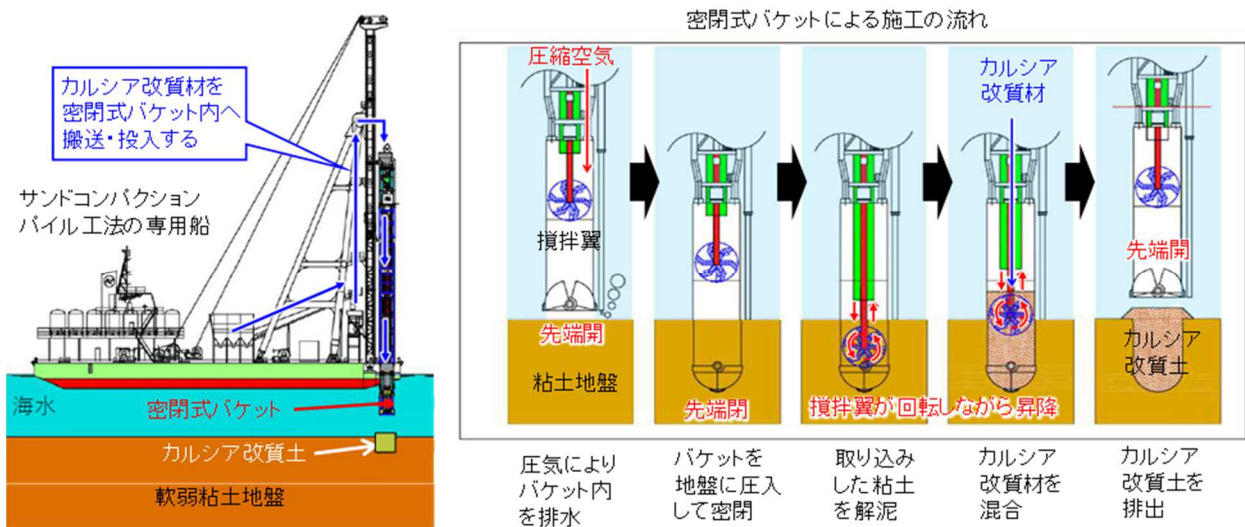 密閉式バケットによる施工の流れ
カルシア改質材を
密閉式バケット内へ
搬送・投入する
サンドコンパクション
パイル工法の専用船
海水
密閉式バケット
カルシア改質土
軟弱粘土地盤
圧縮空気
攪拌翼
先端開
粘土地盤
先端閉
攪拌翼が回転しながら昇降
カルシア
改質材
先端開
カルシア
改質土
圧気により
バケット内
を排水
バケットを
地盤に圧入
して密閉
取り込み
した粘土
を解泥
カルシア
改質材を
混合
カルシア
改質土を
排出